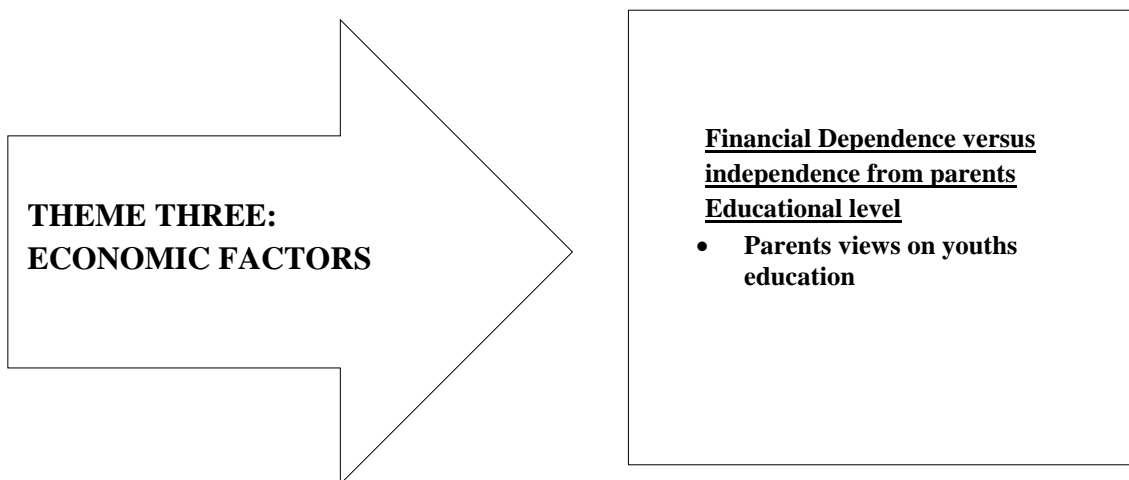 THEME THREE:
ECONOMIC FACTORS
Financial Dependence versus
independence from parents
Educational level
• Parents views on youths
education